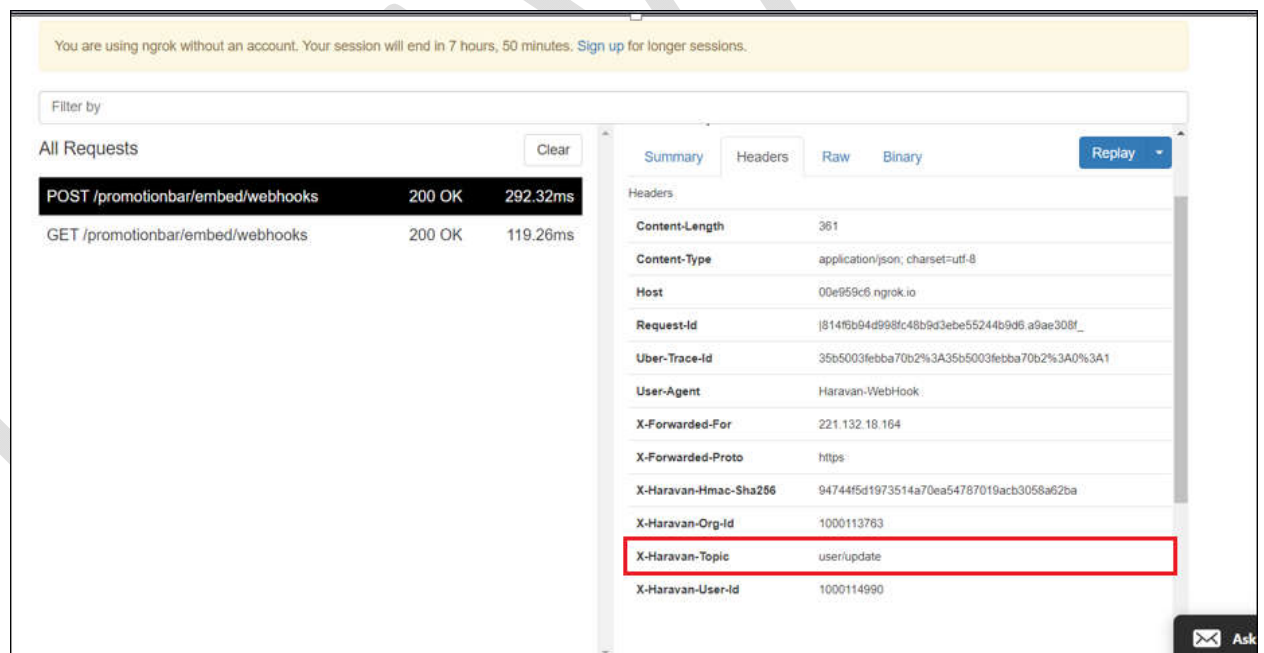 You are using ngrok without an account. Your session will end in 7 hours, 50 minutes. Sign up for longer sessions.
Filter by
All Requests
Clear
POST /promotionbar/embed/webhooks 200 OK 292.32ms
GET /promotionbar/embed/webhooks 200 OK 119.26ms
Summary Headers Raw Binary Replay
Headers
Content-Length 361
Content-Type application/json; charset=utf-8
Host 00e959c6.ngrok.io
Request-Id |814f6b94d998fc48b9d3ebe55244b9d6.a9ae308f_
Uber-Trace-Id 35b5003febba70b2%3A35b5003febba70b2%3A0%3A1
User-Agent Haravan-WebHook
X-Forwarded-For 221.132.18.164
X-Forwarded-Proto https
X-Haravan-Hmac-Sha256 94744f5d1973514a70ea54787019acb3058a62ba
X-Haravan-Org-Id 1000113763
X-Haravan-Topic user/update
X-Haravan-User-Id 1000114990
Ask